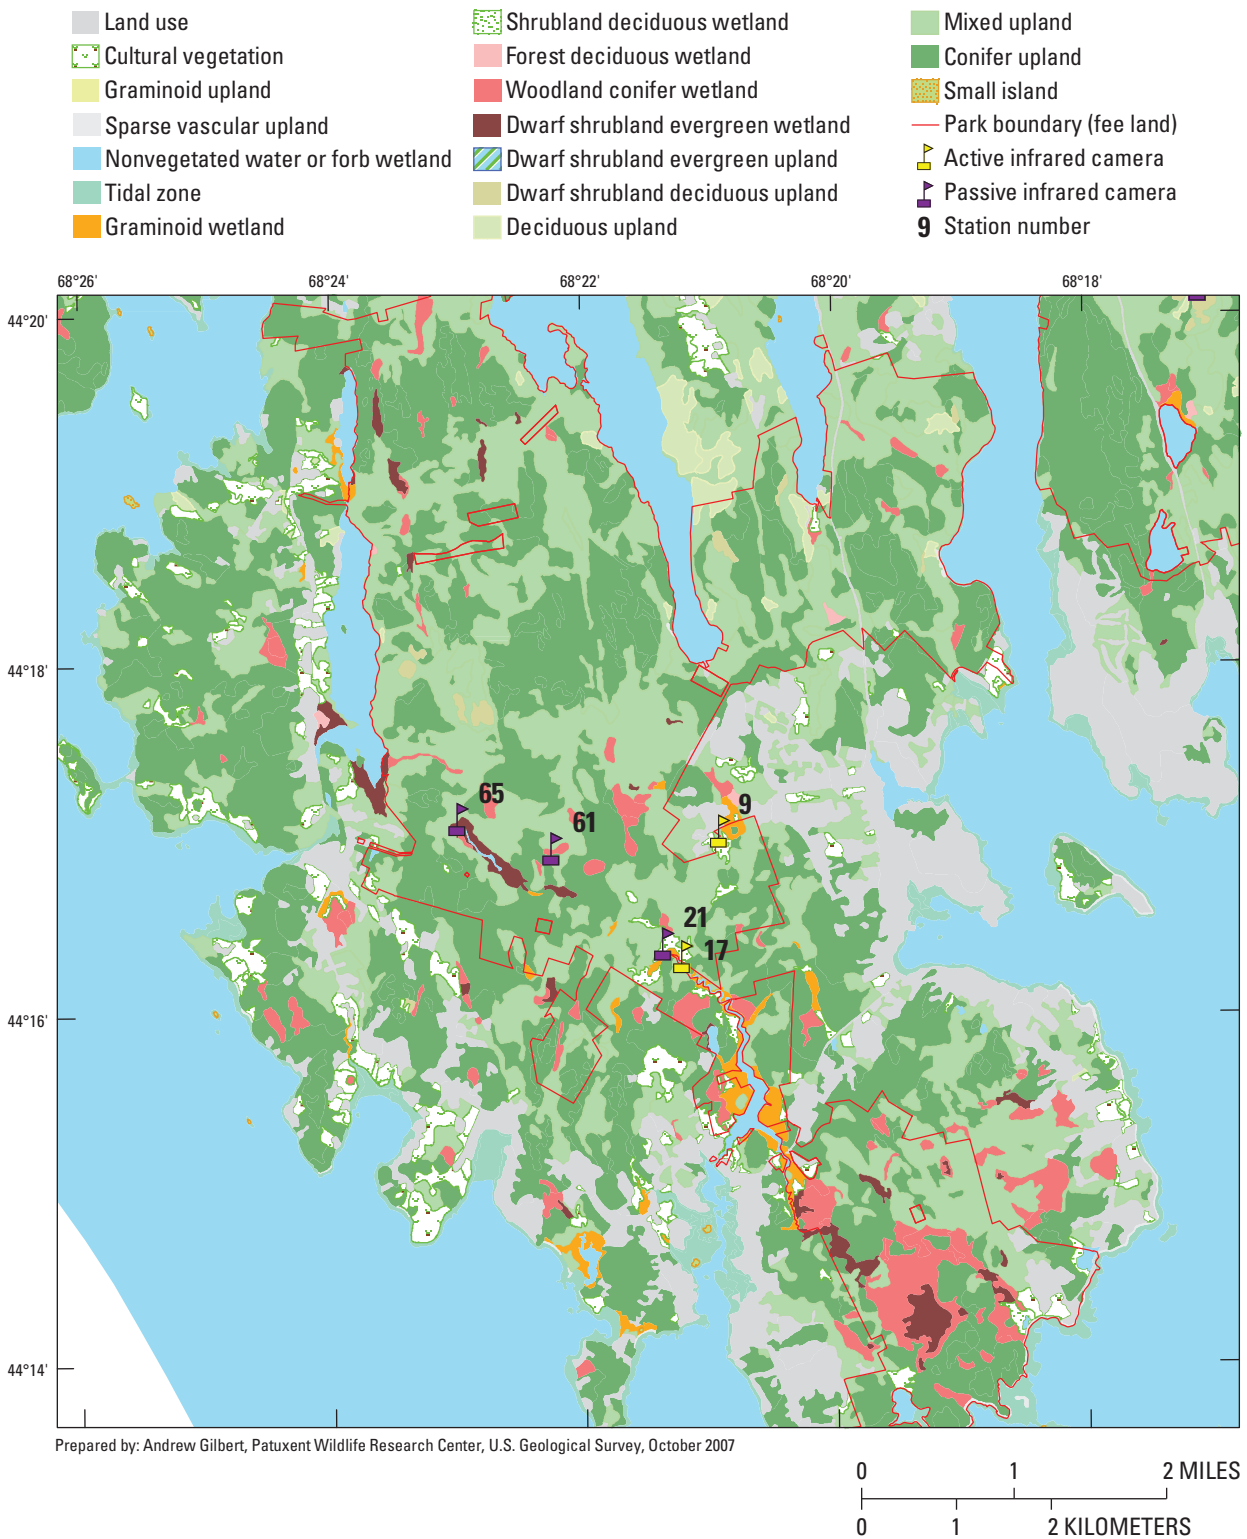 Land use
Cultural vegetation
Graminoid upland
Sparse vascular upland
Nonvegetated water or forb wetland
Tidal zone
Graminoid wetland
Shrubland deciduous wetland
Forest deciduous wetland
Woodland conifer wetland
Dwarf shrubland evergreen wetland
Dwarf shrubland evergreen upland
Dwarf shrubland deciduous upland
Deciduous upland
Mixed upland
Conifer upland
Small island
Park boundary (fee land)
Active infrared camera
Passive infrared camera
9 Station number
68°26' 68°24' 68°22' 68°20' 68°18'
44°20'
44°18'
65
9
61
21
17
44°16'
44°14'
Prepared by: Andrew Gilbert, Patuxent Wildlife Research Center, U.S. Geological Survey, October 2007
0 1 2 MILES
0 1 2 KILOMETERS